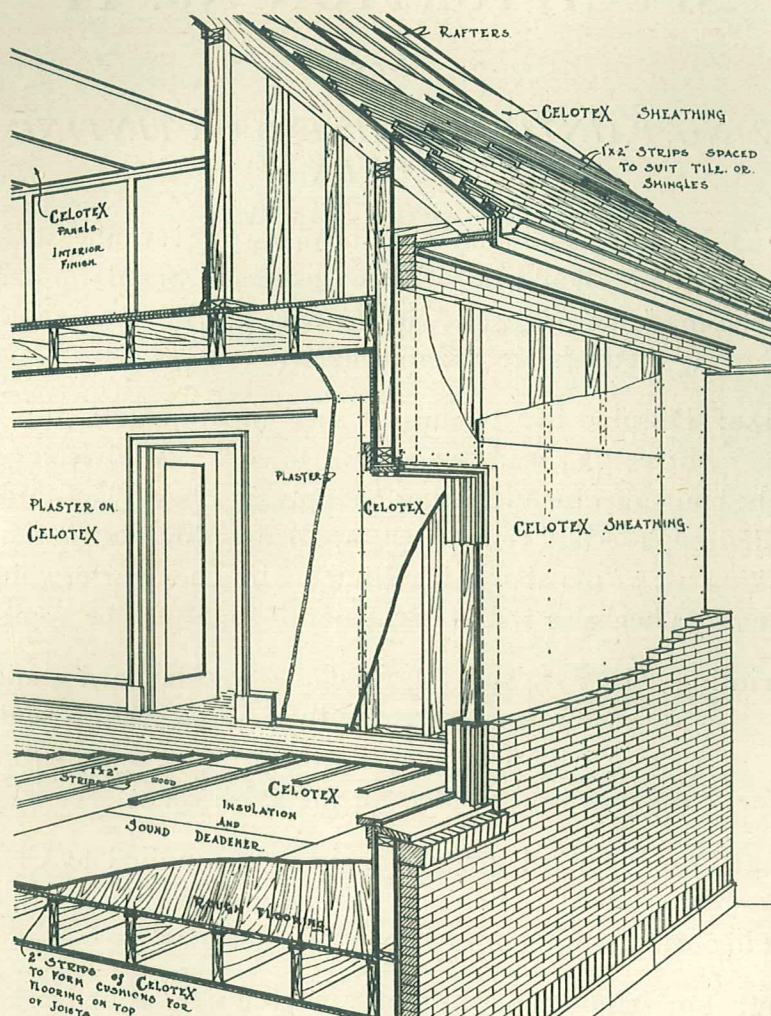 RAFTERS
CELOTEX SHEATHING
1"x2" STRIPS SPACED
TO SUIT TILE. OR.
SHINGLES
CELOTEX
PANELS
INTERIOR
FINISH
PLASTER
PLASTER ON
CELOTEX
CELOTEX
CELOTEX SHEATHING.
1"x2"
STRIPS WOOD
CELOTEX
INSULATION
AND
SOUND DEADENER.
ROUGH FLOORING.
2" STRIPS of CELOTEX
TO FORM CUSHIONS FOR
FLOORING ON TOP
OF JOISTS